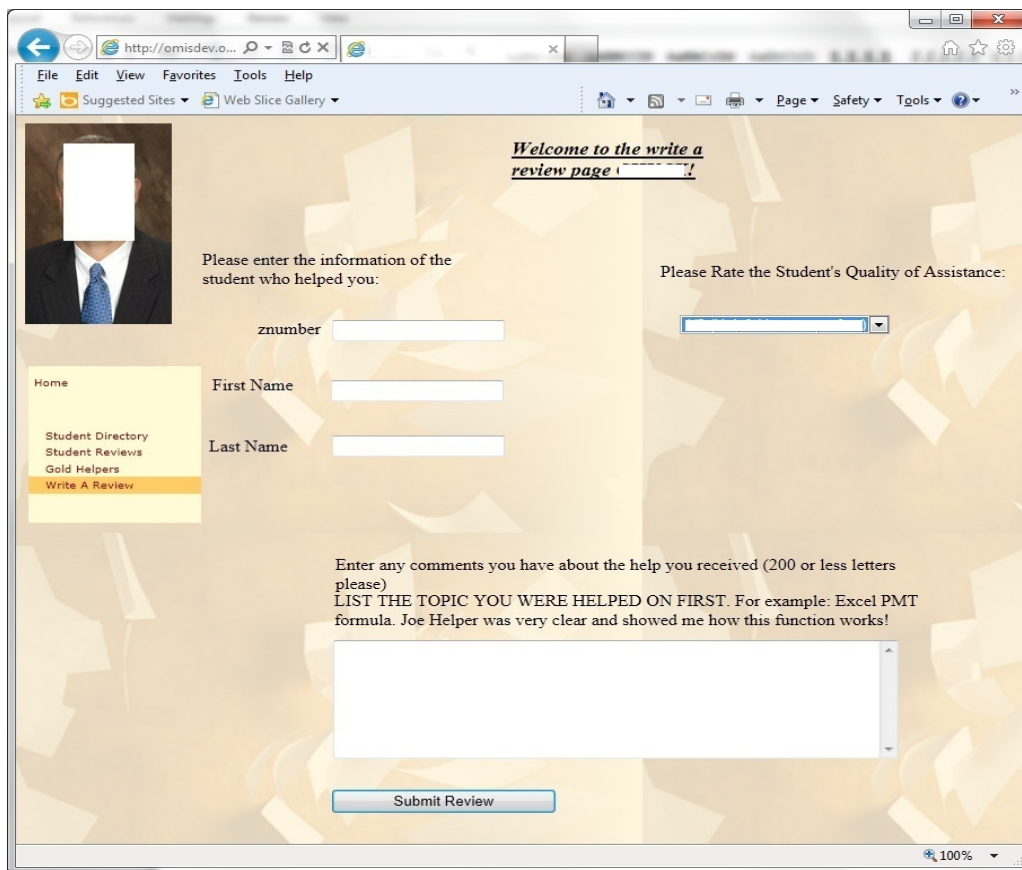 http://omisdev.o...
File Edit View Favorites Tools Help
Suggested Sites Web Slice Gallery
Page Safety Tools
Welcome to the write a
review page !
Please enter the information of the
student who helped you:
Please Rate the Student's Quality of Assistance:
znumber
Home
First Name
Student Directory
Student Reviews
Last Name
Gold Helpers
Write A Review
Enter any comments you have about the help you received (200 or less letters
please)
LIST THE TOPIC YOU WERE HELPED ON FIRST. For example: Excel PMT
formula. Joe Helper was very clear and showed me how this function works!
Submit Review
100%